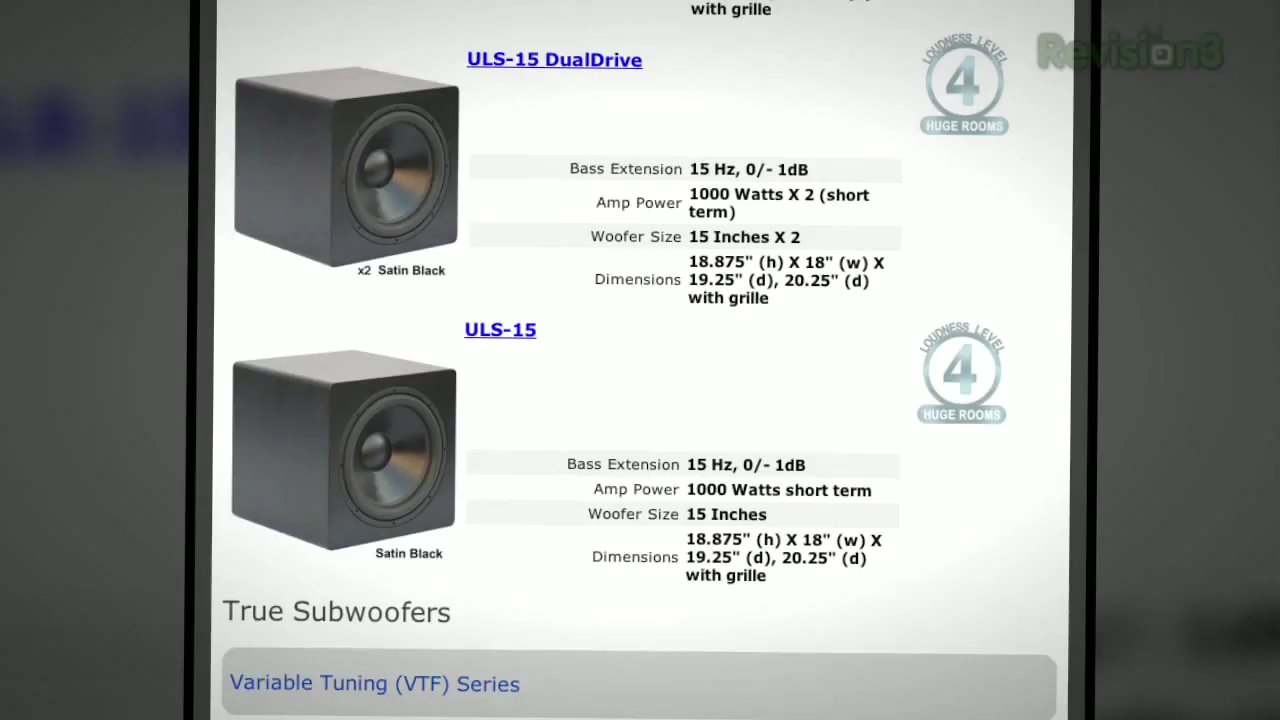 with grille
Revision3
ULS-15 DualDrive
LOUDNESS LEVEL
4
HUGE ROOMS
Bass Extension 15 Hz, 0/- 1dB
Amp Power 1000 Watts X 2 (short
term)
Woofer Size 15 Inches X 2
Dimensions 18.875" (h) X 18" (w) X
19.25" (d), 20.25" (d)
with grille
x2 Satin Black
ULS-15
LOUDNESS LEVEL
4
HUGE ROOMS
Bass Extension 15 Hz, 0/- 1dB
Amp Power 1000 Watts short term
Woofer Size 15 Inches
Dimensions 18.875" (h) X 18" (w) X
19.25" (d), 20.25" (d)
with grille
Satin Black
True Subwoofers
Variable Tuning (VTF) Series